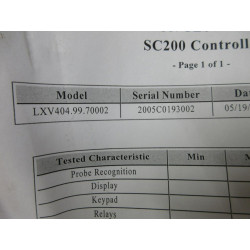 SC200 Controll
- Page 1 of 1 -
Model Serial Number Da
LXV404.99.70002 2005C0193002 05/19/
Tested Characteristic Min M
Probe Recognition
Display
Keypad
Relays